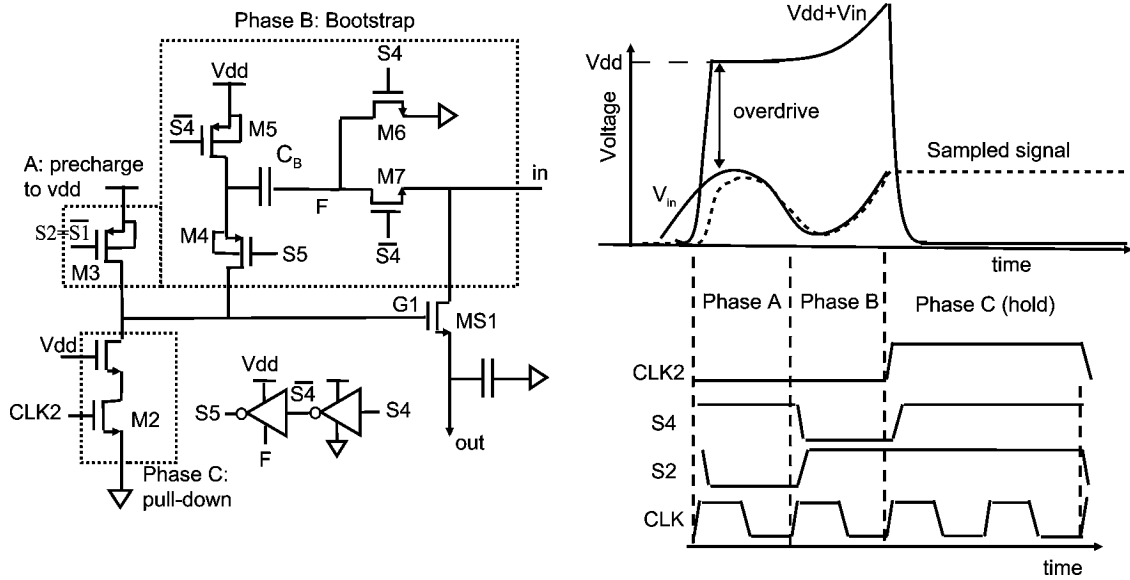 Phase B: Bootstrap
S4
Vdd
S4
M5
M6
A: precharge
to vdd
CB
M7
in
F
S2=S1
M4
S5
S4
M3
G1
MS1
Vdd
Vdd
S4
S5
S4
CLK2
M2
F
out
Phase C:
pull-down
Vdd+Vin
Vdd
Voltage
overdrive
Sampled signal
Vin
time
Phase A
Phase B
Phase C (hold)
CLK2
S4
S2
CLK
time